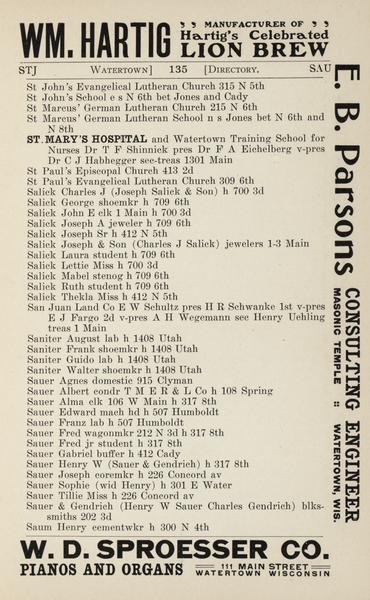 WM. HARTIG
❜ ❜ MANUFACTURER OF ❜ ❜
Hartig's Celebrated
LION BREW
STJ WATERTOWN] 135 [DIRECTORY, SAU
St John's Evangelical Lutheran Church 315 N 5th
St John's School e s N 6th bet Jones and Cady
St Marcus' German Lutheran Church 215 N 6th
St Marcus' German Lutheran School n s Jones bet N 6th and
N 8th
ST. MARY'S HOSPITAL and Watertown Training School for
Nurses Dr T F Shinnick pres Dr F A Eichelberg v-pres
Dr C J Habhegger sec-treas 1301 Main
St Paul's Episcopal Church 413 2d
St Paul's Evangelical Lutheran Church 309 6th
Salick Charles J (Joseph Salick & Son) h 700 3d
Salick George shoemkr h 709 6th
Salick John E clk 1 Main h 700 3d
Salick Joseph A jeweler h 709 6th
Salick Joseph Sr h 412 N 5th
Salick Joseph & Son (Charles J Salick) jewelers 1-3 Main
Salick Laura student h 709 6th
Salick Lettie Miss h 700 3d
Salick Mabel stenog h 709 6th
Salick Ruth student h 709 6th
Salick Thekla Miss h 412 N 5th
San Juan Land Co E W Schultz pres H R Schwanke 1st v-pres
E J Fargo 2d v-pres A H Wegemann sec Henry Uehling
treas 1 Main
Saniter August lab h 1408 Utah
Saniter Frank shoemkr h 1408 Utah
Saniter Guido lab h 1408 Utah
Saniter Walter shoemkr h 1408 Utah
Sauer Agnes domestic 915 Clyman
Sauer Albert condr T M E R & L Co h 108 Spring
Sauer Alma clk 106 W Main h 317 8th
Sauer Edward mach hd h 507 Humboldt
Sauer Franz lab h 507 Humboldt
Sauer Fred wagonmkr 212 N 3d h 317 8th
Sauer Fred jr student h 317 8th
Sauer Gabriel buffer h 412 Cady
Sauer Henry W (Sauer & Gendrich) h 317 8th
Sauer Joseph coremkr h 226 Concord av
Sauer Sophie (wid Henry) h 301 E Water
Sauer Tillie Miss h 226 Concord av
Sauer & Gendrich (Henry W Sauer Charles Gendrich) blk-
smiths 202 3d
Saum Henry cementwkr h 300 N 4th
E. B. Parsons CONSULTING ENGINEER
MASONIC TEMPLE :: WATERTOWN, WIS.
W. D. SPROESSER CO.
PIANOS AND ORGANS
111 MAIN STREET
WATERTOWN WISCONSIN